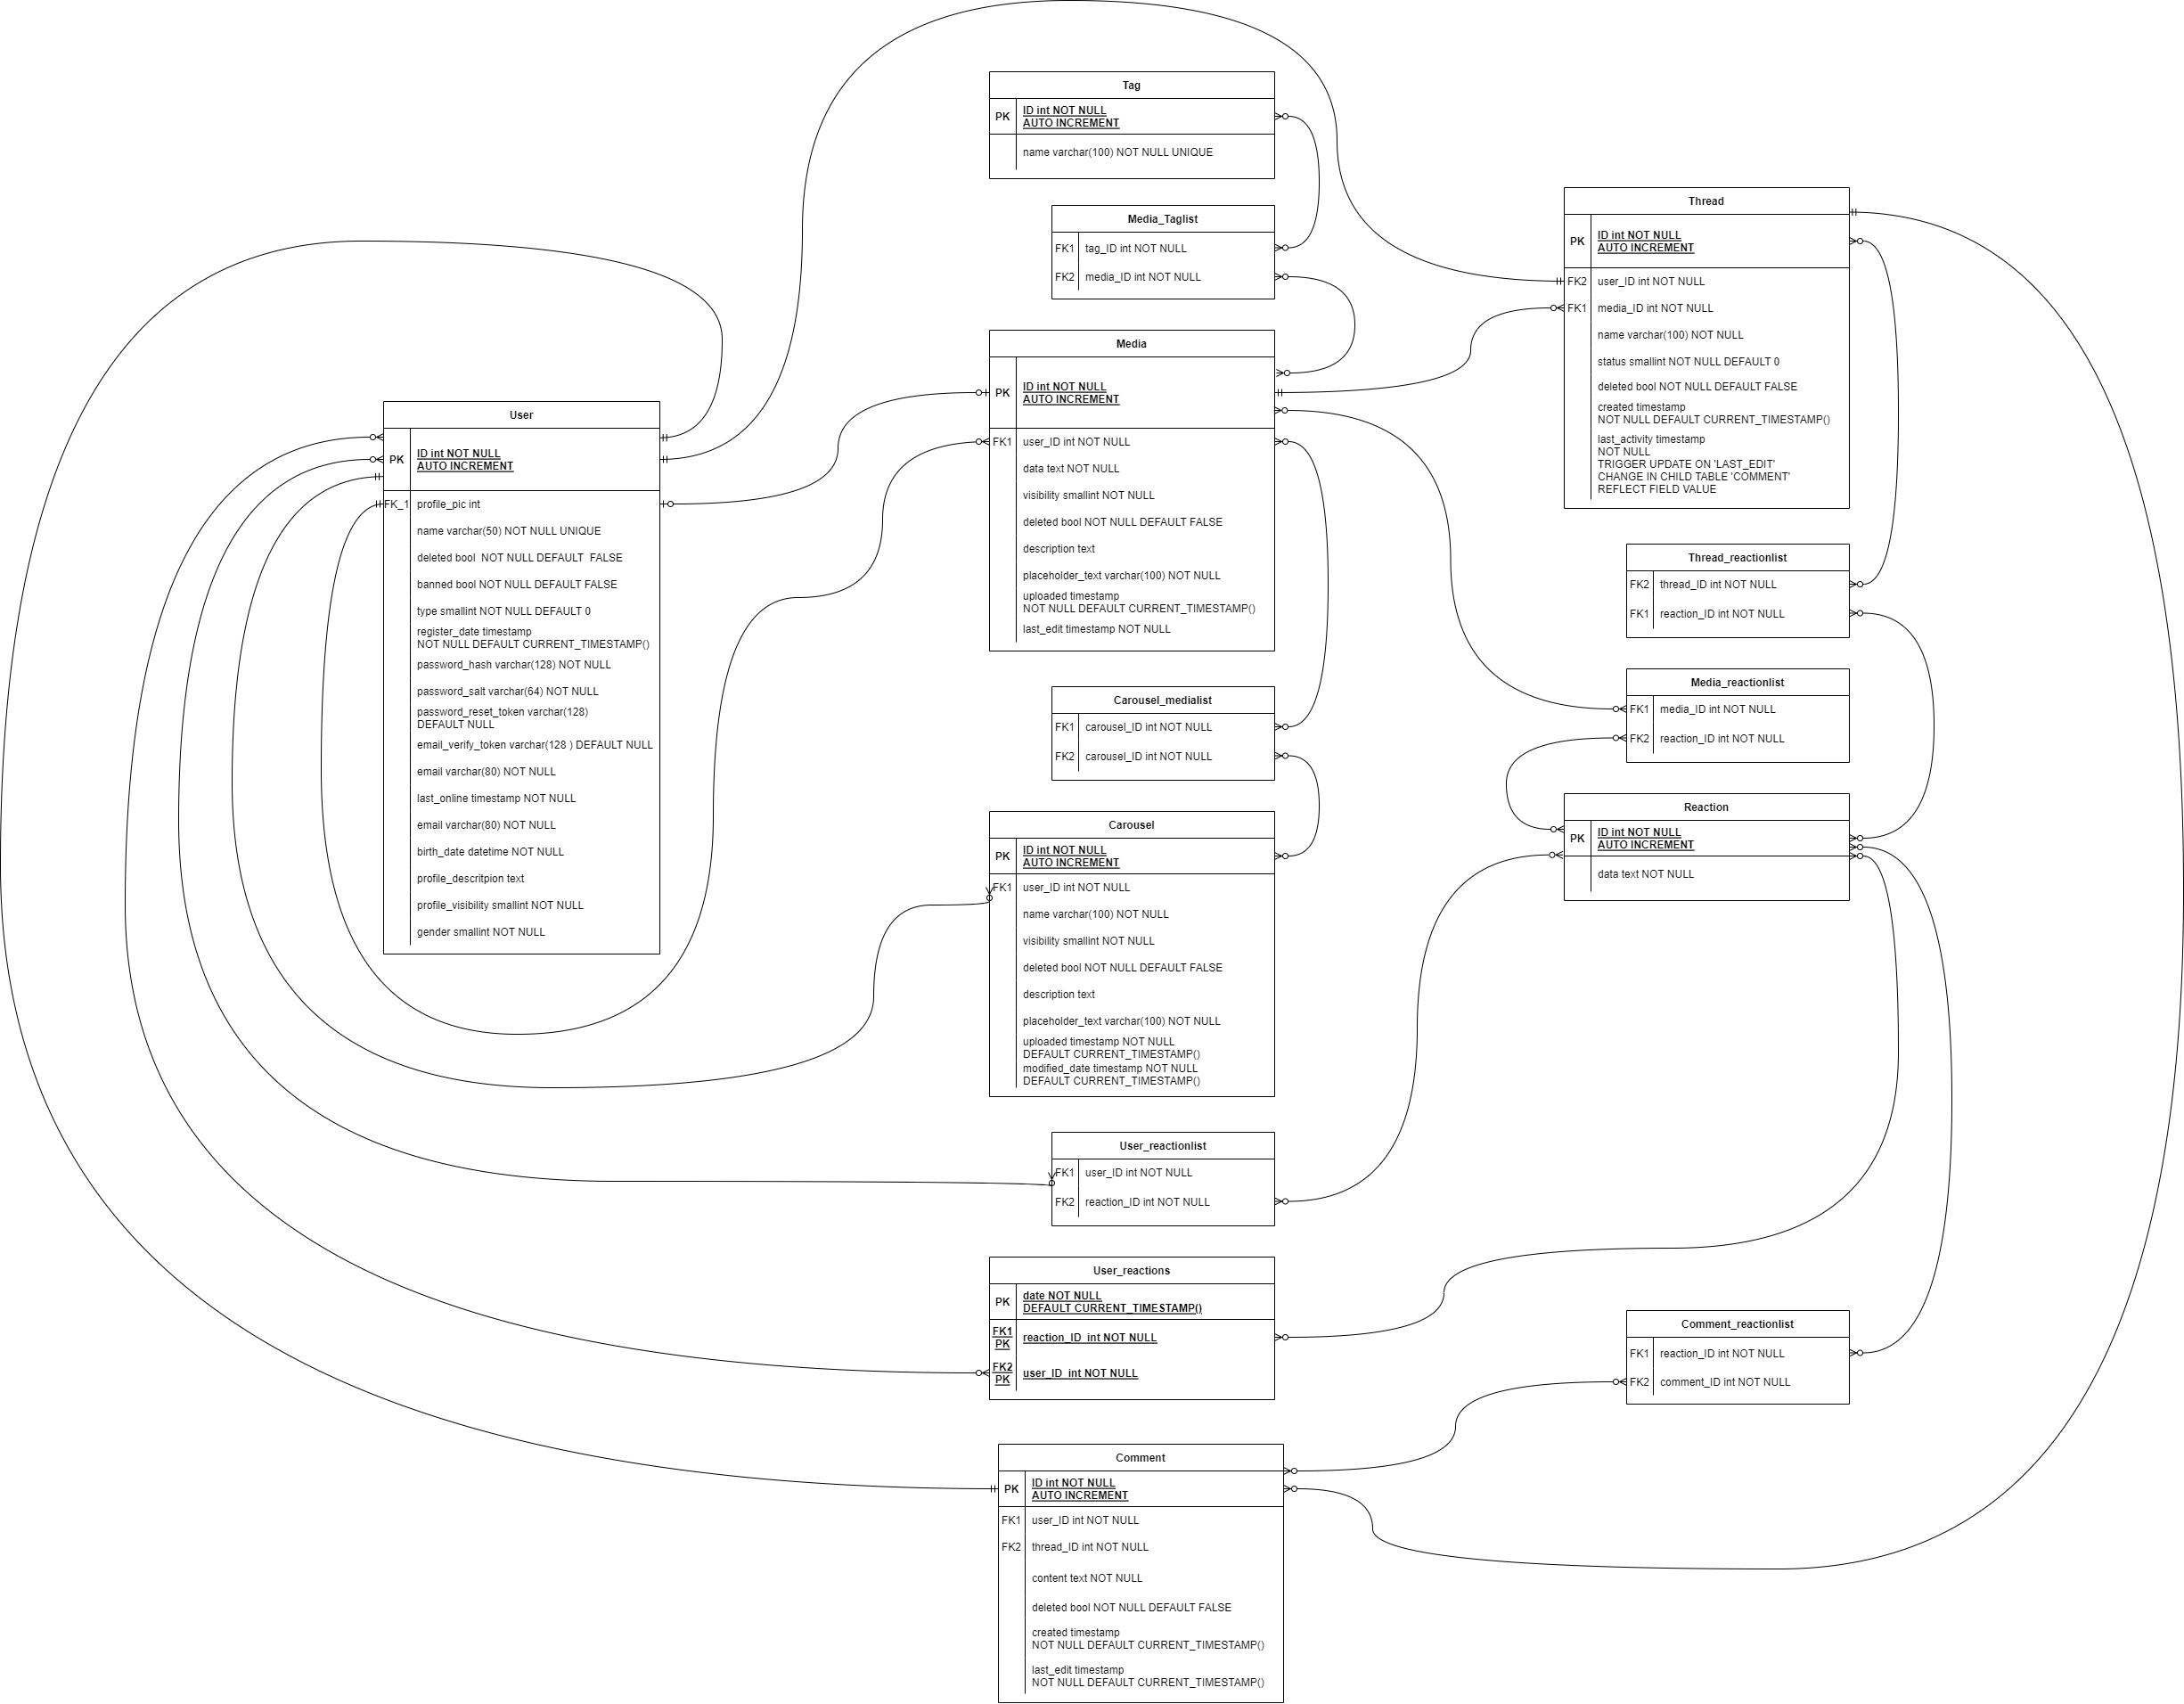 Tag
PK
ID int NOT NULL
AUTO INCREMENT
name varchar(100) NOT NULL UNIQUE
Media_Taglist
FK1 tag_ID int NOT NULL
FK2 media_ID int NOT NULL
Thread
PK
ID int NOT NULL
AUTO INCREMENT
FK2 user_ID int NOT NULL
FK1 media_ID int NOT NULL
name varchar(100) NOT NULL
status smallint NOT NULL DEFAULT 0
deleted bool NOT NULL DEFAULT FALSE
created timestamp
NOT NULL DEFAULT CURRENT_TIMESTAMP()
last_activity timestamp
NOT NULL
TRIGGER UPDATE ON 'LAST_EDIT'
CHANGE IN CHILD TABLE 'COMMENT'
REFLECT FIELD VALUE
Media
PK
ID int NOT NULL
AUTO INCREMENT
FK1 user_ID int NOT NULL
data text NOT NULL
visibility smallint NOT NULL
deleted bool NOT NULL DEFAULT FALSE
description text
placeholder_text varchar(100) NOT NULL
uploaded timestamp
NOT NULL DEFAULT CURRENT_TIMESTAMP()
last_edit timestamp NOT NULL
User
PK
ID int NOT NULL
AUTO INCREMENT
FK_1 profile_pic int
name varchar(50) NOT NULL UNIQUE
deleted bool  NOT NULL DEFAULT  FALSE
banned bool NOT NULL DEFAULT FALSE
type smallint NOT NULL DEFAULT 0
register_date timestamp
NOT NULL DEFAULT CURRENT_TIMESTAMP()
password_hash varchar(128) NOT NULL
password_salt varchar(64) NOT NULL
password_reset_token varchar(128)
DEFAULT NULL
email_verify_token varchar(128 ) DEFAULT NULL
email varchar(80) NOT NULL
last_online timestamp NOT NULL
email varchar(80) NOT NULL
birth_date datetime NOT NULL
profile_descritpion text
profile_visibility smallint NOT NULL
gender smallint NOT NULL
Thread_reactionlist
FK2 thread_ID int NOT NULL
FK1 reaction_ID int NOT NULL
Media_reactionlist
FK1 media_ID int NOT NULL
FK2 reaction_ID int NOT NULL
Carousel_medialist
FK1 carousel_ID int NOT NULL
FK2 carousel_ID int NOT NULL
Reaction
PK
ID int NOT NULL
AUTO INCREMENT
data text NOT NULL
Carousel
PK
ID int NOT NULL
AUTO INCREMENT
FK1 user_ID int NOT NULL
name varchar(100) NOT NULL
visibility smallint NOT NULL
deleted bool NOT NULL DEFAULT FALSE
description text
placeholder_text varchar(100) NOT NULL
uploaded timestamp NOT NULL
DEFAULT CURRENT_TIMESTAMP()
modified_date timestamp NOT NULL
DEFAULT CURRENT_TIMESTAMP()
User_reactionlist
FK1 user_ID int NOT NULL
FK2 reaction_ID int NOT NULL
User_reactions
PK
date NOT NULL
DEFAULT CURRENT_TIMESTAMP()
FK1
PK
reaction_ID  int NOT NULL
FK2
PK
user_ID  int NOT NULL
Comment_reactionlist
FK1 reaction_ID int NOT NULL
FK2 comment_ID int NOT NULL
Comment
PK
ID int NOT NULL
AUTO INCREMENT
FK1 user_ID int NOT NULL
FK2 thread_ID int NOT NULL
content text NOT NULL
deleted bool NOT NULL DEFAULT FALSE
created timestamp
NOT NULL DEFAULT CURRENT_TIMESTAMP()
last_edit timestamp
NOT NULL DEFAULT CURRENT_TIMESTAMP()